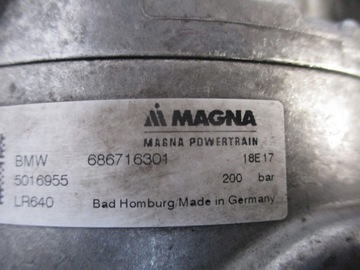 MAGNA
MAGNA POWERTRAIN
BMW 686716301 18E17
5016955 200 bar
LR640 Bad Homburg/Made in Germany